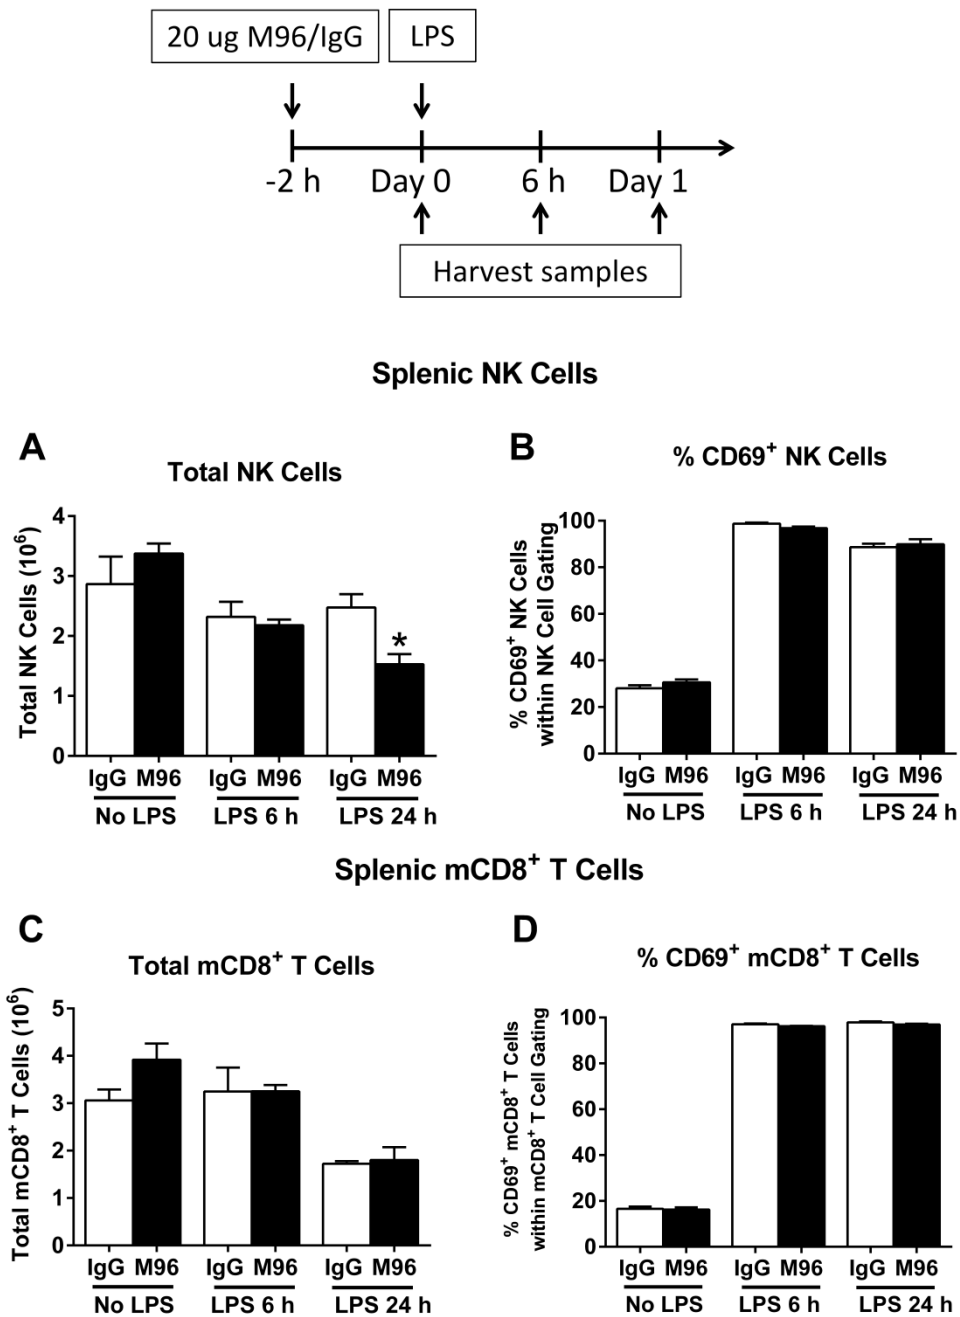 20 ug M96/IgG
LPS
-2 h
Day 0
6 h
Day 1
Harvest samples
Splenic NK Cells
A
Total NK Cells
Total NK Cells (10⁶)
4
3
2
1
0
*
IgG M96 IgG M96 IgG M96
No LPS LPS 6 h LPS 24 h
B
% CD69⁺ NK Cells
% CD69⁺ NK Cells
within NK Cell Gating
100
80
60
40
20
0
IgG M96 IgG M96 IgG M96
No LPS LPS 6 h LPS 24 h
Splenic mCD8⁺ T Cells
C
Total mCD8⁺ T Cells
Total mCD8⁺ T Cells (10⁶)
5
4
3
2
1
0
IgG M96 IgG M96 IgG M96
No LPS LPS 6 h LPS 24 h
D
% CD69⁺ mCD8⁺ T Cells
% CD69⁺ mCD8⁺ T Cells
within mCD8⁺ T Cell Gating
100
80
60
40
20
0
IgG M96 IgG M96 IgG M96
No LPS LPS 6 h LPS 24 h